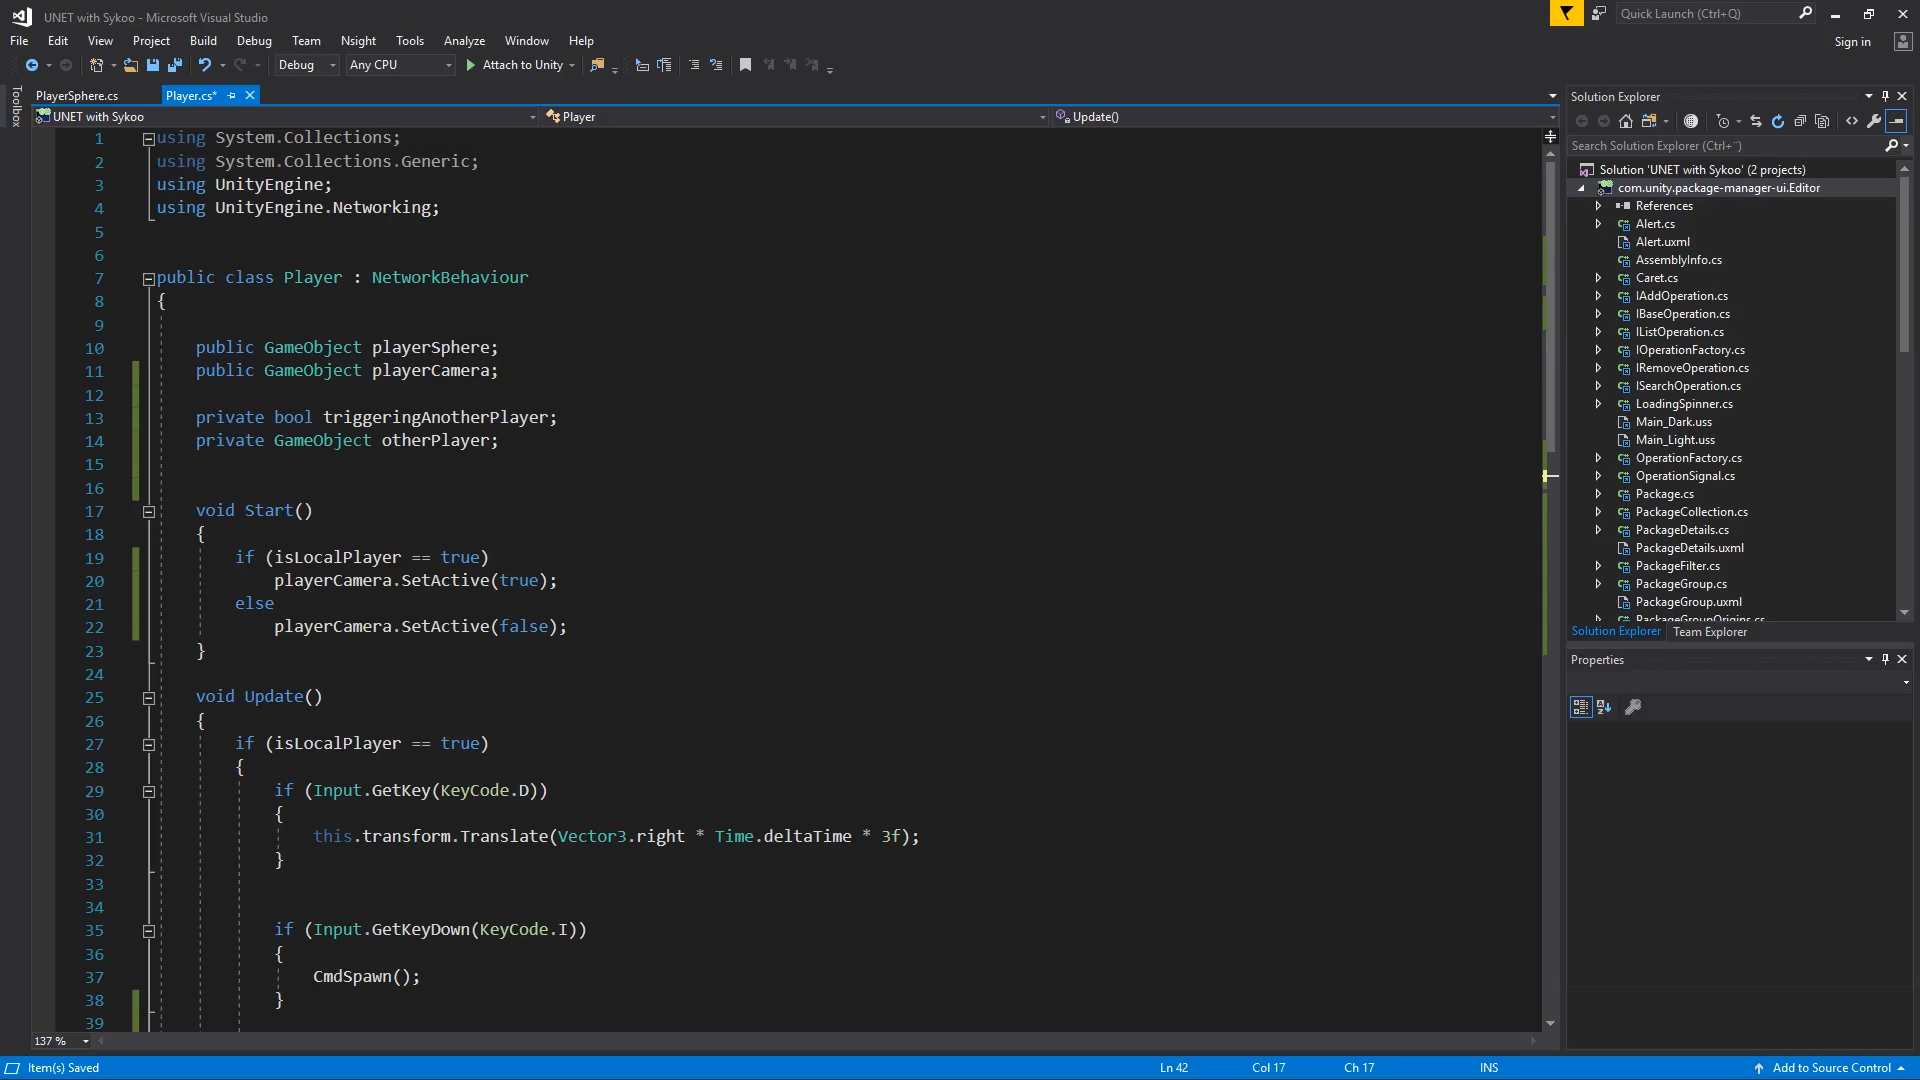 UNET with Sykoo - Microsoft Visual Studio
Quick Launch (Ctrl+Q)
File Edit View Project Build Debug Team Nsight Tools Analyze Window Help
Sign in
Debug Any CPU Attach to Unity
Toolbox
PlayerSphere.cs Player.cs*
UNET with Sykoo Player Update()
1 using System.Collections;
2 using System.Collections.Generic;
3 using UnityEngine;
4 using UnityEngine.Networking;
5
6
7 public class Player : NetworkBehaviour
8 {
9
10 public GameObject playerSphere;
11 public GameObject playerCamera;
12
13 private bool triggeringAnotherPlayer;
14 private GameObject otherPlayer;
15
16
17 void Start()
18 {
19 if (isLocalPlayer == true)
20 playerCamera.SetActive(true);
21 else
22 playerCamera.SetActive(false);
23 }
24
25 void Update()
26 {
27 if (isLocalPlayer == true)
28 {
29 if (Input.GetKey(KeyCode.D))
30 {
31 this.transform.Translate(Vector3.right * Time.deltaTime * 3f);
32 }
33
34
35 if (Input.GetKeyDown(KeyCode.I))
36 {
37 CmdSpawn();
38 }
39
137 %
Solution Explorer
Search Solution Explorer (Ctrl+¨)
Solution 'UNET with Sykoo' (2 projects)
com.unity.package-manager-ui.Editor
References
Alert.cs
Alert.uxml
AssemblyInfo.cs
Caret.cs
IAddOperation.cs
IBaseOperation.cs
IListOperation.cs
IOperationFactory.cs
IRemoveOperation.cs
ISearchOperation.cs
LoadingSpinner.cs
Main_Dark.uss
Main_Light.uss
OperationFactory.cs
OperationSignal.cs
Package.cs
PackageCollection.cs
PackageDetails.cs
PackageDetails.uxml
PackageFilter.cs
PackageGroup.cs
PackageGroup.uxml
PackageGroupOrigins.cs
Solution Explorer Team Explorer
Properties
Item(s) Saved Ln 42 Col 17 Ch 17 INS Add to Source Control